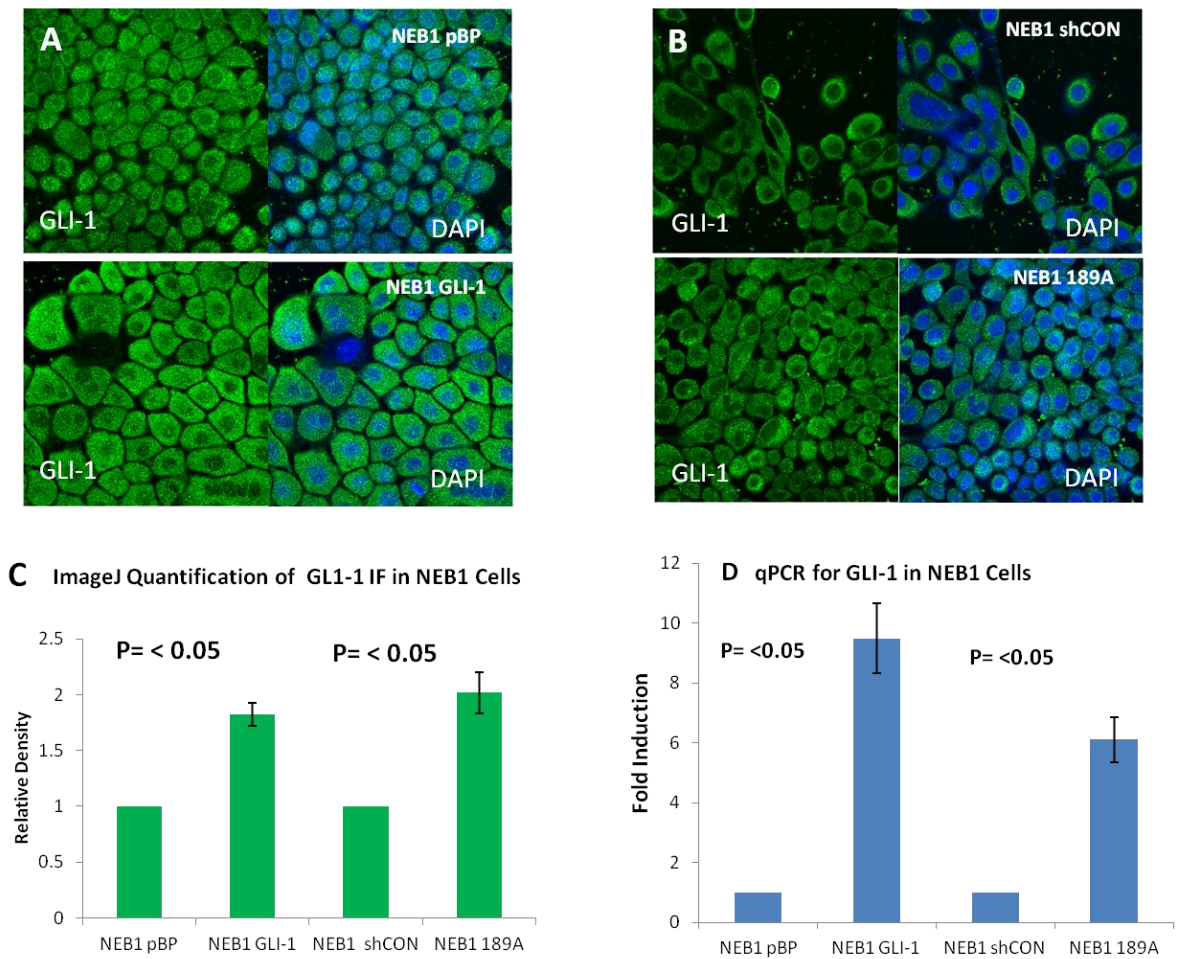 A
NEB1 pBP
GLI-1
DAPI
NEB1 GLI-1
GLI-1
DAPI
B
NEB1 shCON
GLI-1
DAPI
NEB1 189A
GLI-1
DAPI
C ImageJ Quantification of GL1-1 IF in NEB1 Cells
P= < 0.05
P= < 0.05
Relative Density
2.5
2
1.5
1
0.5
0
NEB1 pBP
NEB1 GLI-1
NEB1 shCON
NEB1 189A
D qPCR for GLI-1 in NEB1 Cells
P= <0.05
P= <0.05
Fold Induction
12
10
8
6
4
2
0
NEB1 pBP
NEB1 GLI-1
NEB1 shCON
NEB1 189A